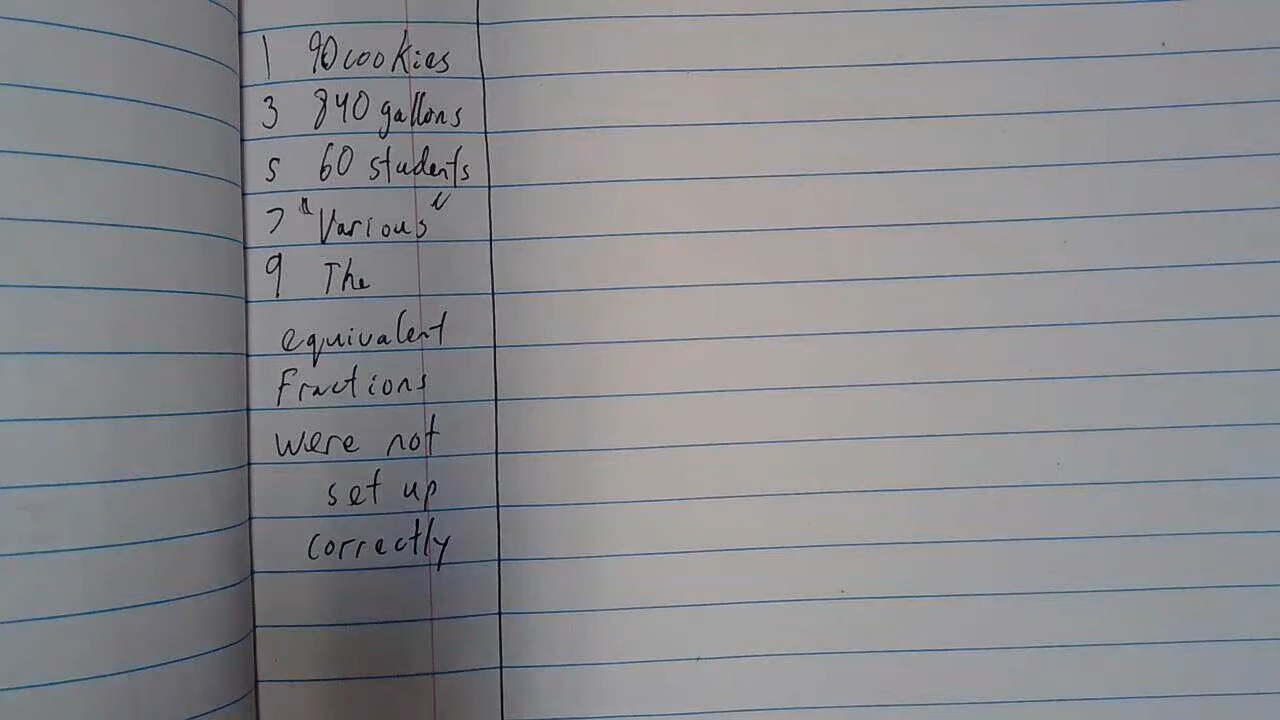 1 90 cookies
3 840 gallons
5 60 students
7 "Various"
9 The
equivalent
Fractions
were not
set up
correctly